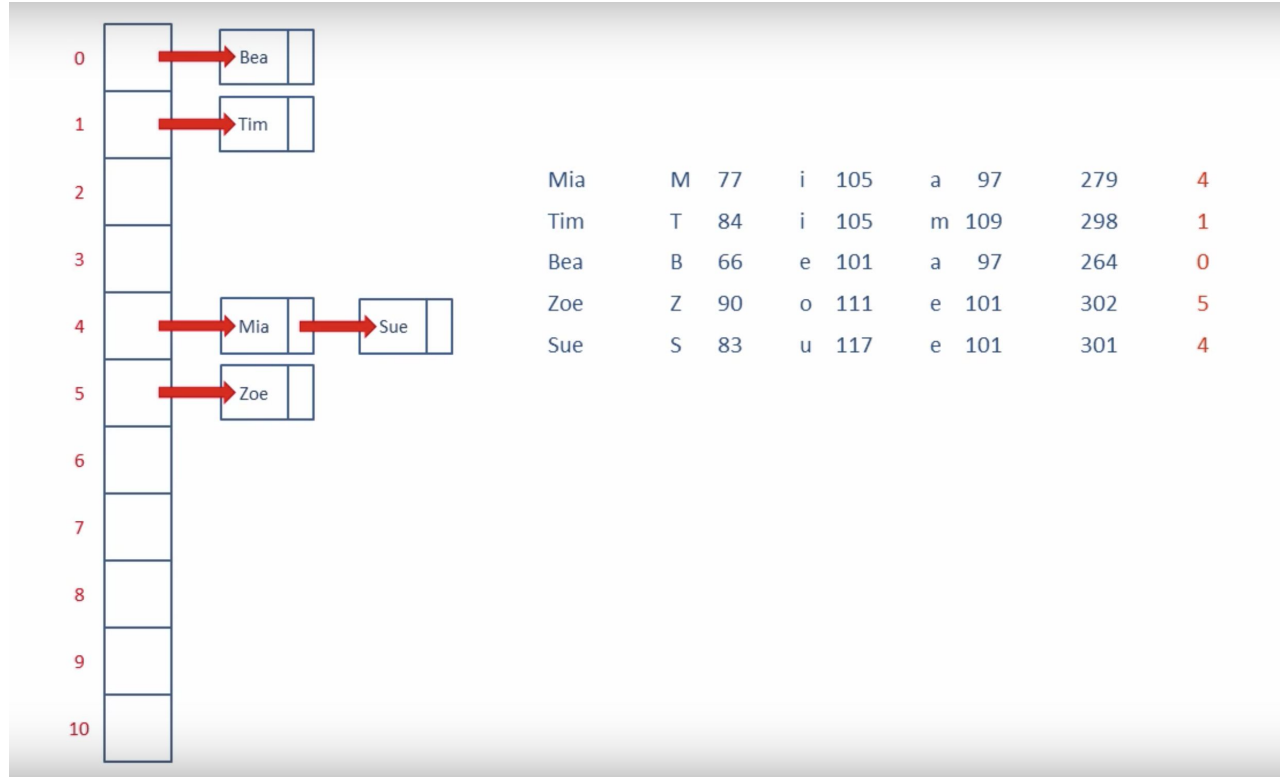 0 Bea
1 Tim
2
3
4 Mia Sue
5 Zoe
6
7
8
9
10
Mia M 77 i 105 a 97 279 4
Tim T 84 i 105 m 109 298 1
Bea B 66 e 101 a 97 264 0
Zoe Z 90 o 111 e 101 302 5
Sue S 83 u 117 e 101 301 4